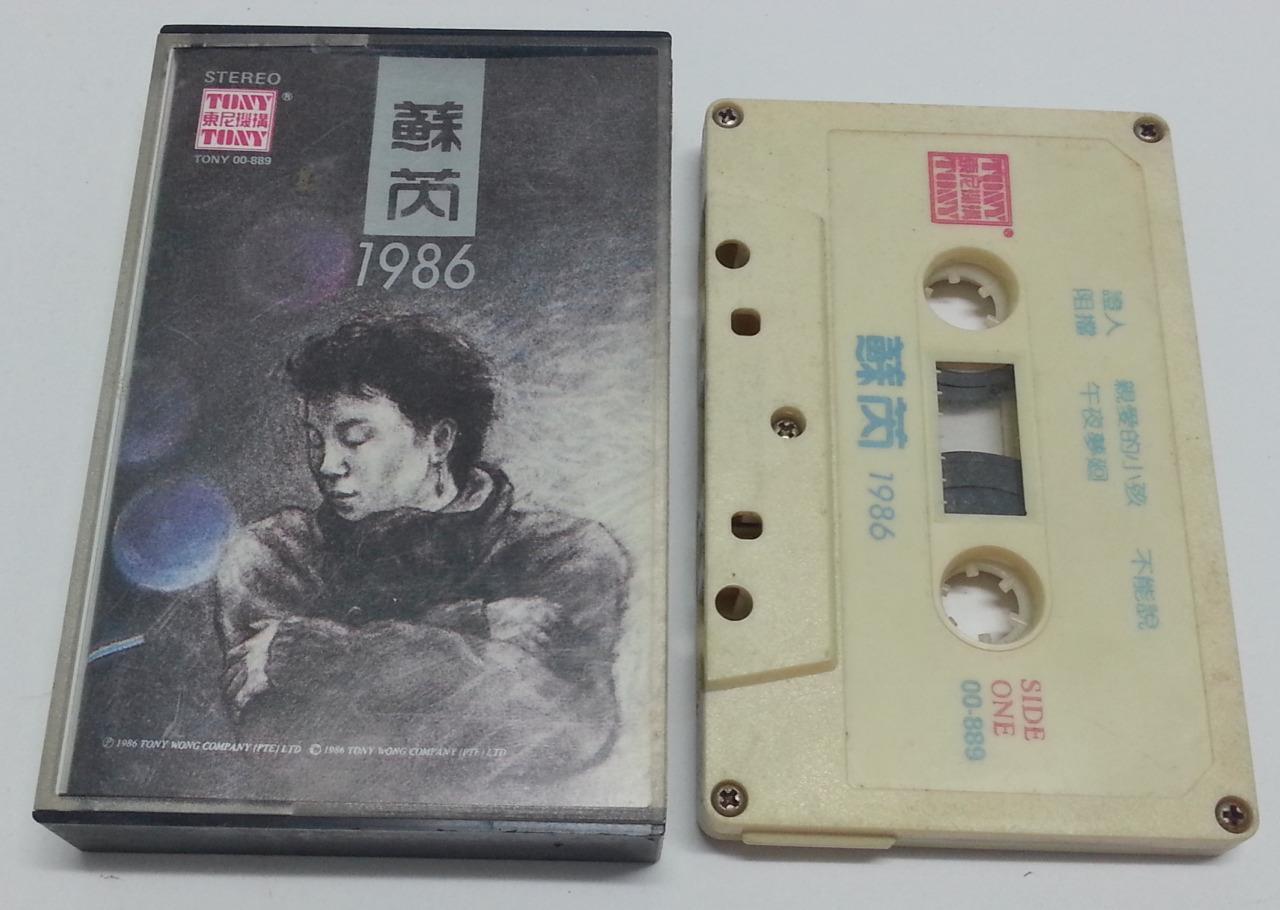 STEREO
TONY
東尼機構
TONY
®
TONY 00-889
蘇
芮
1986
℗ 1986 TONY WONG COMPANY (PTE) LTD © 1986 TONY WONG COMPANY (PTE) LTD
證人 親愛的小孩 不能說
阻擋 午夜夢迴
TONY
東尼機構
TONY
®
SIDE
ONE
00-889
蘇芮 1986